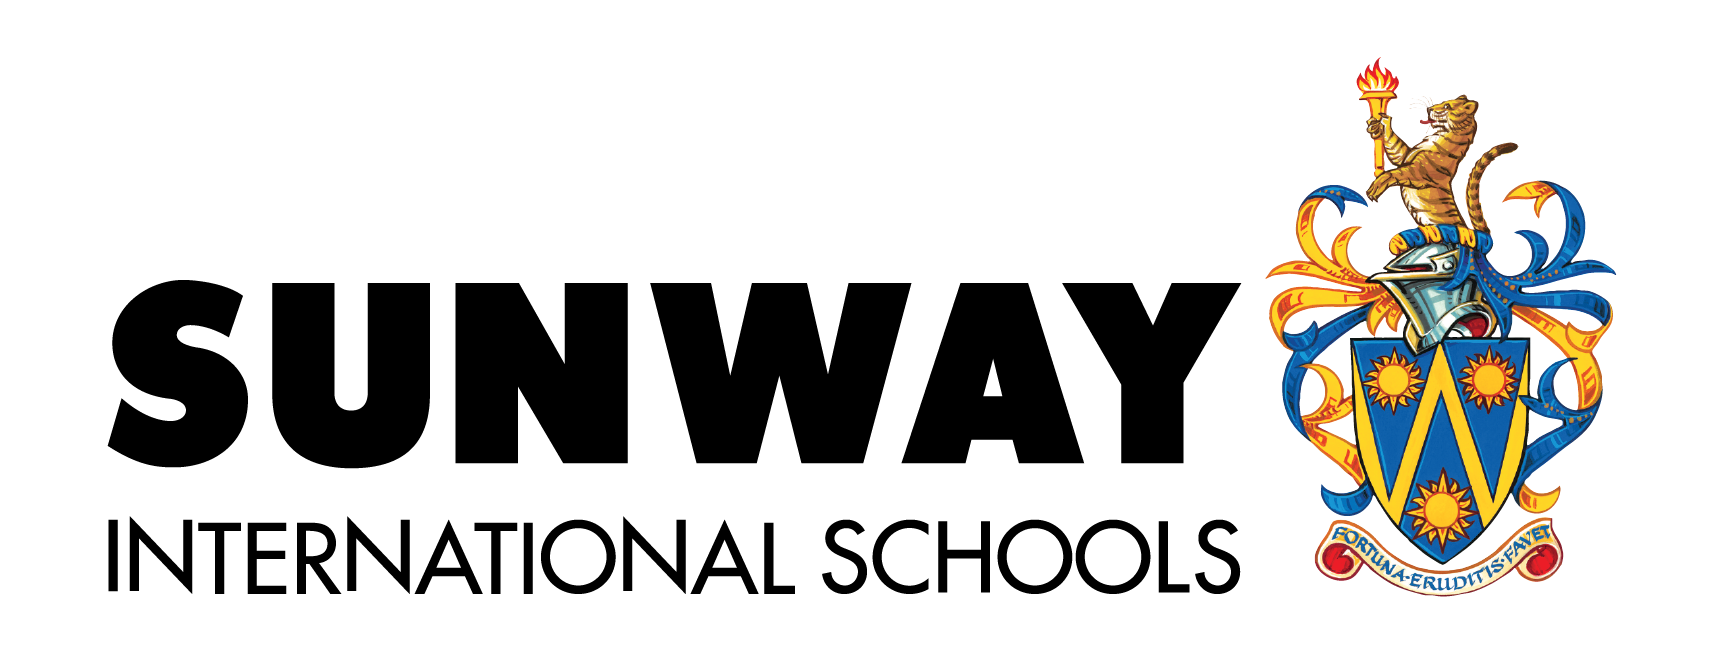 SUNWAY
INTERNATIONAL SCHOOLS
FORTUNA·ERUDITIS·FAVET